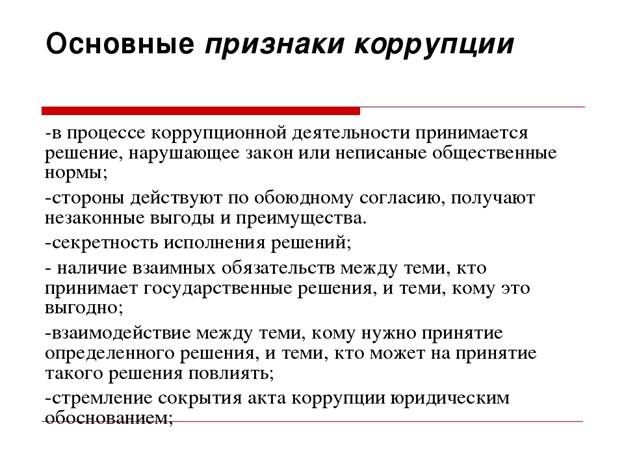 Основные признаки коррупции
-в процессе коррупционной деятельности принимается
решение, нарушающее закон или неписаные общественные
нормы;
-стороны действуют по обоюдному согласию, получают
незаконные выгоды и преимущества.
-секретность исполнения решений;
- наличие взаимных обязательств между теми, кто
принимает государственные решения, и теми, кому это
выгодно;
-взаимодействие между теми, кому нужно принятие
определенного решения, и теми, кто может на принятие
такого решения повлиять;
-стремление сокрытия акта коррупции юридическим
обоснованием;